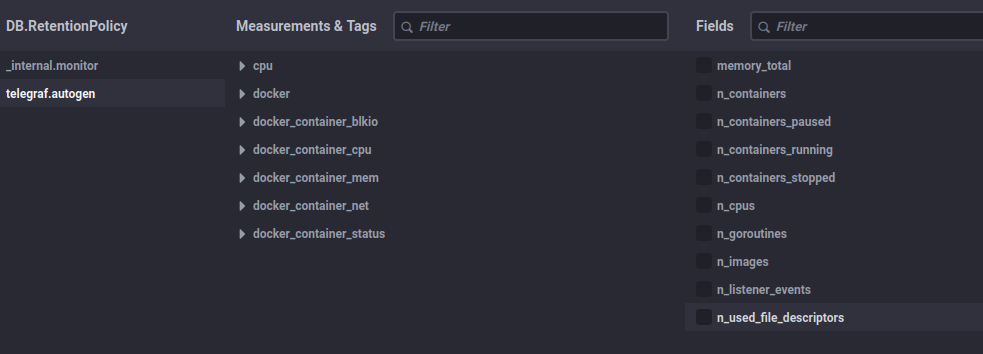 DB.RetentionPolicy
_internal.monitor
telegraf.autogen
Measurements & Tags
Filter
cpu
docker
docker_container_blkio
docker_container_cpu
docker_container_mem
docker_container_net
docker_container_status
Fields
Filter
memory_total
n_containers
n_containers_paused
n_containers_running
n_containers_stopped
n_cpus
n_goroutines
n_images
n_listener_events
n_used_file_descriptors